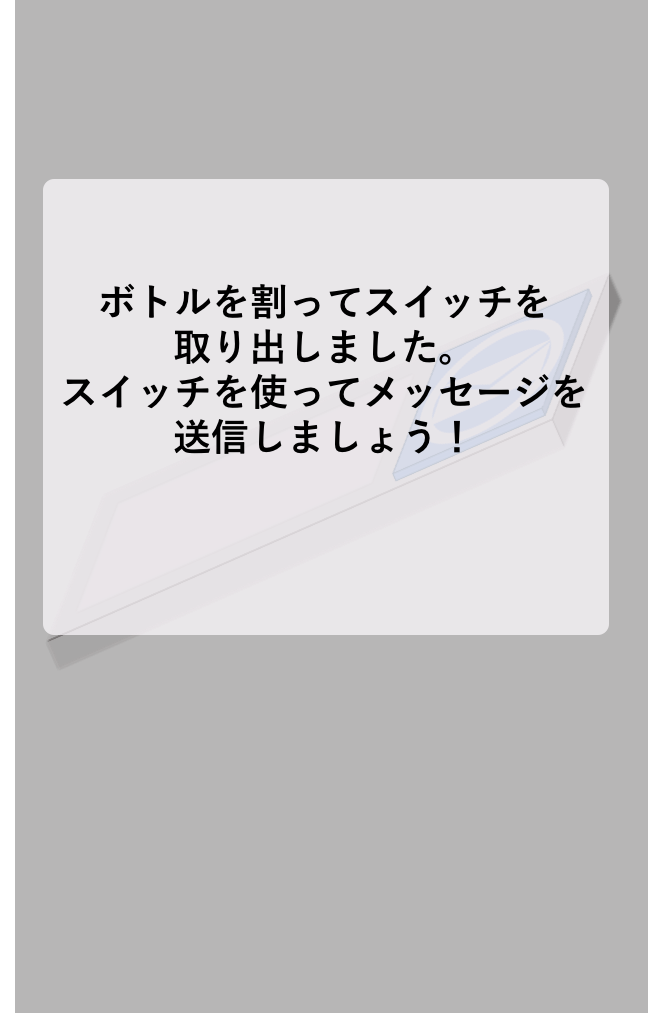 ボトルを割ってスイッチを
取り出しました。
スイッチを使ってメッセージを
送信しましょう！